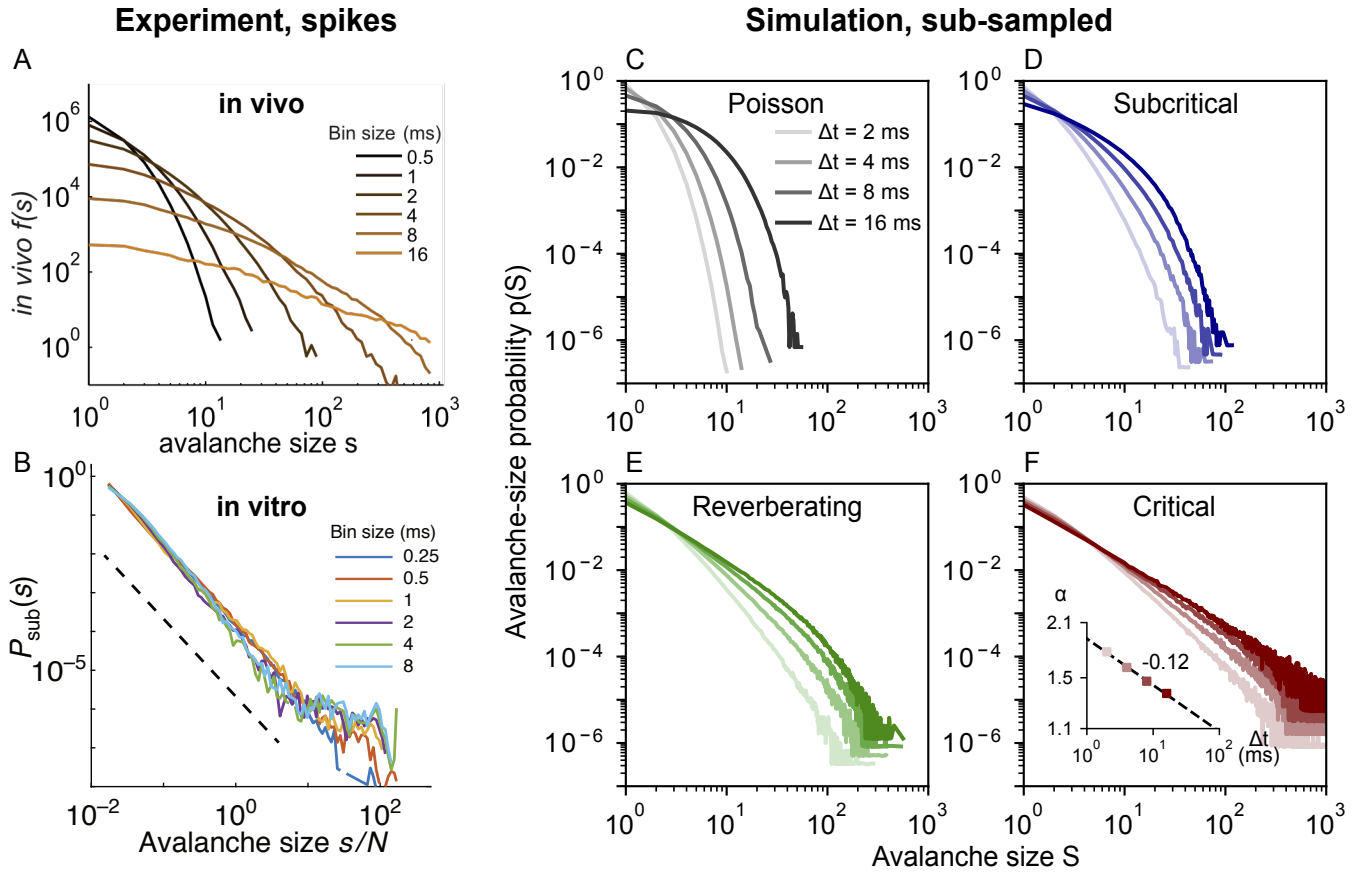 Experiment, spikes
Simulation, sub-sampled
A
in vivo
Bin size (ms)
0.5
1
2
4
8
16
in vivo f(s)
10^6
10^4
10^2
10^0
10^0
10^1
10^2
10^3
avalanche size s
B
in vitro
Bin size (ms)
0.25
0.5
1
2
4
8
P_sub(s)
10^0
10^−5
10^−2
10^0
10^2
Avalanche size s/N
Avalanche-size probability p(S)
C
Poisson
Δt = 2 ms
Δt = 4 ms
Δt = 8 ms
Δt = 16 ms
10^0
10^-2
10^-4
10^-6
10^0
10^1
10^2
10^3
D
Subcritical
10^0
10^-2
10^-4
10^-6
10^0
10^1
10^2
10^3
E
Reverberating
10^0
10^-2
10^-4
10^-6
10^0
10^1
10^2
10^3
F
Critical
10^0
10^-2
10^-4
10^-6
α
2.1
1.5
1.1
-0.12
10^0
10^1
10^2
Δt
(ms)
10^0
10^1
10^2
10^3
Avalanche size S